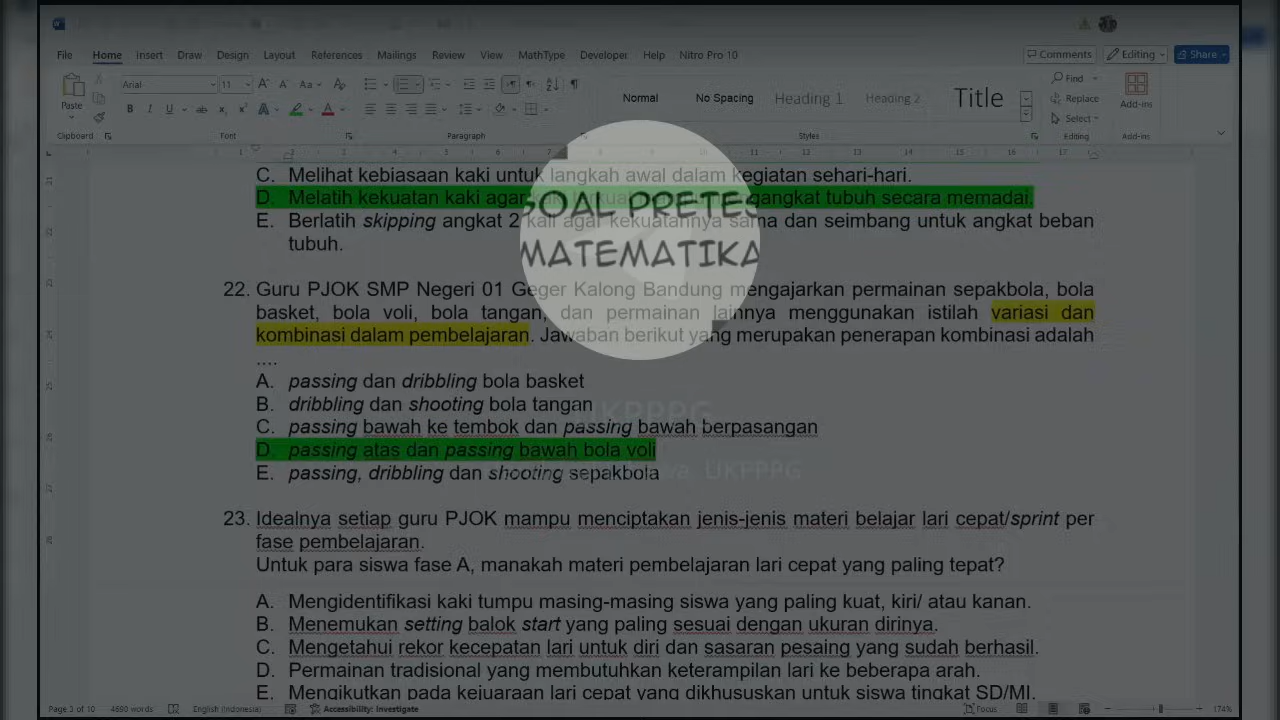 File Home Insert Draw Design Layout References Mailings Review View MathType Developer Help Nitro Pro 10 Comments Editing Share
Arial 11 Find
Paste Normal No Spacing Heading 1 Heading 2 Title Replace Add-ins
Select
Clipboard Font Paragraph Styles Editing Add-ins
C. Melihat kebiasaan kaki untuk langkah awal dalam kegiatan sehari-hari.
D. Melatih kekuatan kaki agar gangkat tubuh secara memadai.
E. Berlatih skipping angkat 2 kali agar kekuatannya sama dan seimbang untuk angkat beban
tubuh.
SOAL PRETES
MATEMATIKA
22. Guru PJOK SMP Negeri 01 Geger Kalong Bandung mengajarkan permainan sepakbola, bola
basket, bola voli, bola tangan, dan permainan lainnya menggunakan istilah variasi dan
kombinasi dalam pembelajaran. Jawaban berikut yang merupakan penerapan kombinasi adalah
....
A. passing dan dribbling bola basket
B. dribbling dan shooting bola tangan
UKPPPG
C. passing bawah ke tembok dan passing bawah berpasangan
D. passing atas dan passing bawah bola voli
E. passing, dribbling dan shooting sepakbola
UKPPPG
23. Idealnya setiap guru PJOK mampu menciptakan jenis-jenis materi belajar lari cepat/sprint per
fase pembelajaran.
Untuk para siswa fase A, manakah materi pembelajaran lari cepat yang paling tepat?
A. Mengidentifikasi kaki tumpu masing-masing siswa yang paling kuat, kiri/ atau kanan.
B. Menemukan setting balok start yang paling sesuai dengan ukuran dirinya.
C. Mengetahui rekor kecepatan lari untuk diri dan sasaran pesaing yang sudah berhasil.
D. Permainan tradisional yang membutuhkan keterampilan lari ke beberapa arah.
E. Mengikutkan pada kejuaraan lari cepat yang dikhususkan untuk siswa tingkat SD/MI.
Page 3 of 10 4650 words English (Indonesia) Accessibility: Investigate Focus 174%